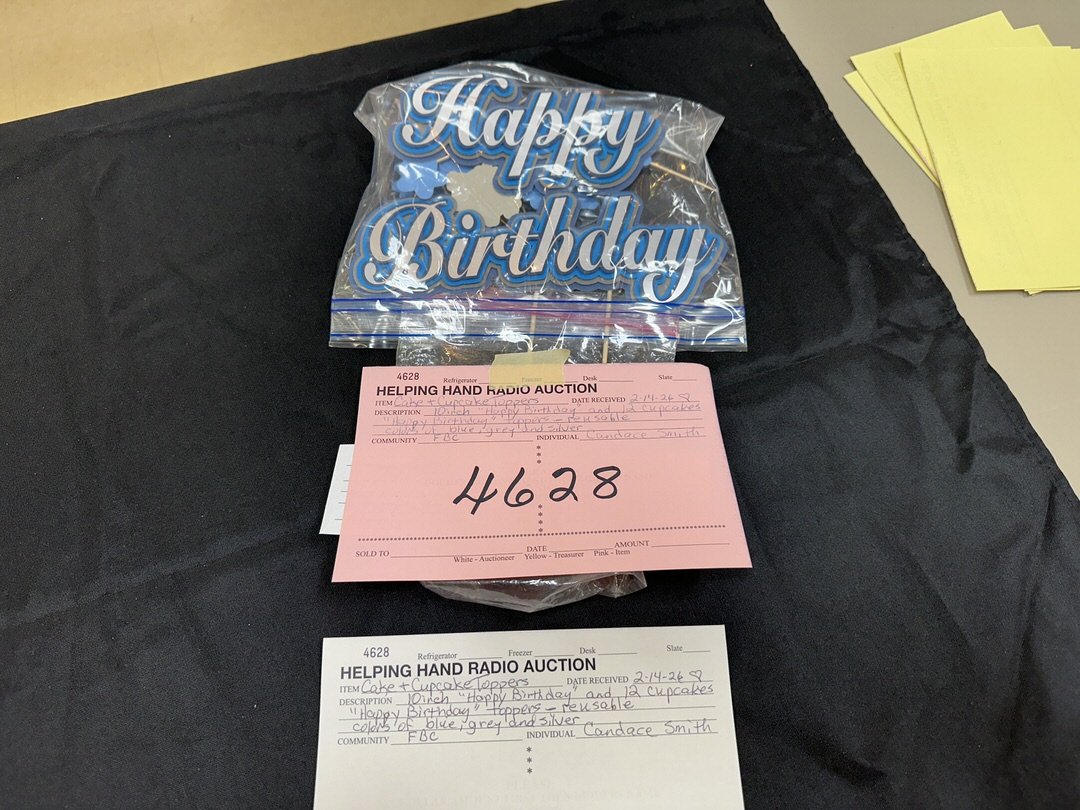 Happy
Birthday
4628 Refrigerator Freezer Desk Slate
HELPING HAND RADIO AUCTION
ITEM Cake + Cupcake Toppers DATE RECEIVED 2-14-26 ♡
DESCRIPTION 10inch "Happy Birthday" and 12 cupcakes
"Happy Birthday" toppers - reusable
colors of blue, grey and silver
COMMUNITY FBC INDIVIDUAL Candace Smith
4628
SOLD TO DATE AMOUNT
White - Auctioneer Yellow - Treasurer Pink - Item
4628 Refrigerator Freezer Desk Slate
HELPING HAND RADIO AUCTION
ITEM Cake + Cupcake Toppers DATE RECEIVED 2-14-26 ♡
DESCRIPTION 10inch "Happy Birthday" and 12 cupcakes
"Happy Birthday" toppers - reusable
colors of blue, grey and silver
COMMUNITY FBC INDIVIDUAL Candace Smith